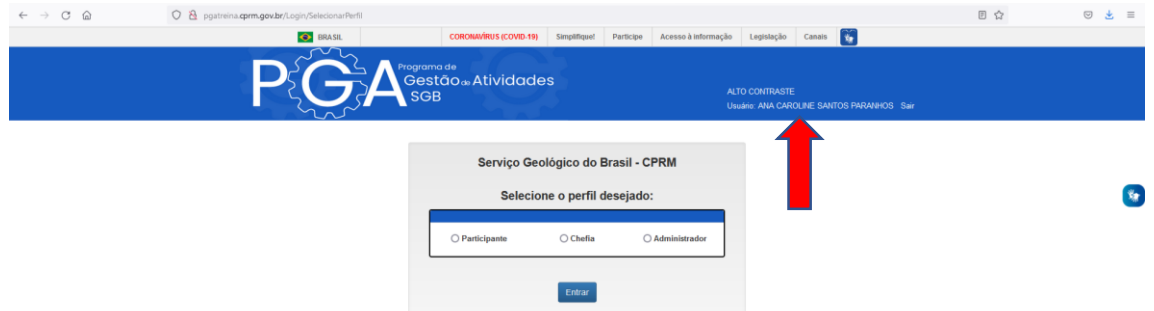 pgatreina.cprm.gov.br/Login/SelecionarPerfil
BRASIL CORONAVÍRUS (COVID-19) Simplifique! Participe Acesso à informação Legislação Canais
PGA Programa de
Gestão de Atividades
SGB
ALTO CONTRASTE
Usuário: ANA CAROLINE SANTOS PARANHOS Sair
Serviço Geológico do Brasil - CPRM
Selecione o perfil desejado:
Participante Chefia Administrador
Entrar